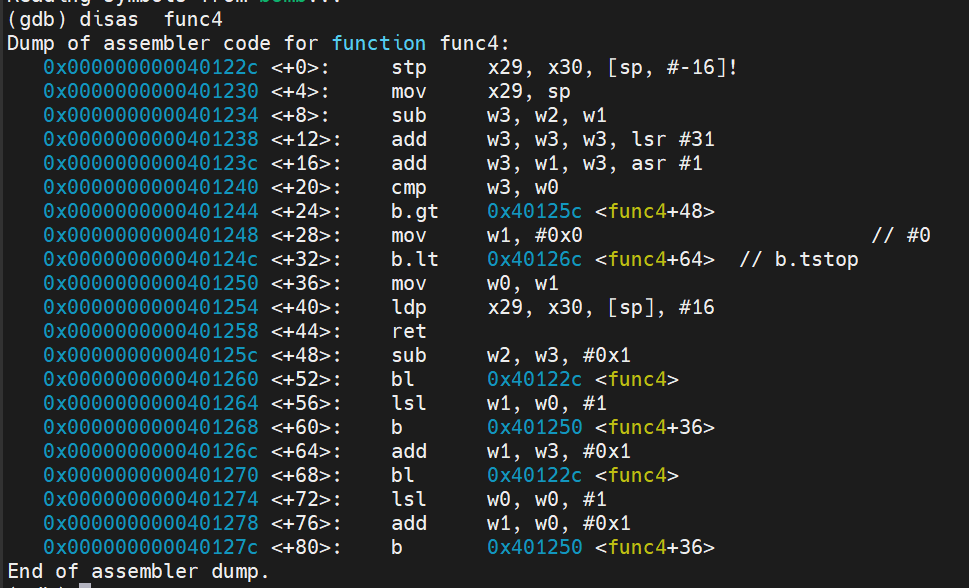 (gdb) disas  func4
Dump of assembler code for function func4:
   0x000000000040122c <+0>:     stp     x29, x30, [sp, #-16]!
   0x0000000000401230 <+4>:     mov     x29, sp
   0x0000000000401234 <+8>:     sub     w3, w2, w1
   0x0000000000401238 <+12>:    add     w3, w3, w3, lsr #31
   0x000000000040123c <+16>:    add     w3, w1, w3, asr #1
   0x0000000000401240 <+20>:    cmp     w3, w0
   0x0000000000401244 <+24>:    b.gt    0x40125c <func4+48>
   0x0000000000401248 <+28>:    mov     w1, #0x0                        // #0
   0x000000000040124c <+32>:    b.lt    0x40126c <func4+64>  // b.tstop
   0x0000000000401250 <+36>:    mov     w0, w1
   0x0000000000401254 <+40>:    ldp     x29, x30, [sp], #16
   0x0000000000401258 <+44>:    ret
   0x000000000040125c <+48>:    sub     w2, w3, #0x1
   0x0000000000401260 <+52>:    bl      0x40122c <func4>
   0x0000000000401264 <+56>:    lsl     w1, w0, #1
   0x0000000000401268 <+60>:    b       0x401250 <func4+36>
   0x000000000040126c <+64>:    add     w1, w3, #0x1
   0x0000000000401270 <+68>:    bl      0x40122c <func4>
   0x0000000000401274 <+72>:    lsl     w0, w0, #1
   0x0000000000401278 <+76>:    add     w1, w0, #0x1
   0x000000000040127c <+80>:    b       0x401250 <func4+36>
End of assembler dump.